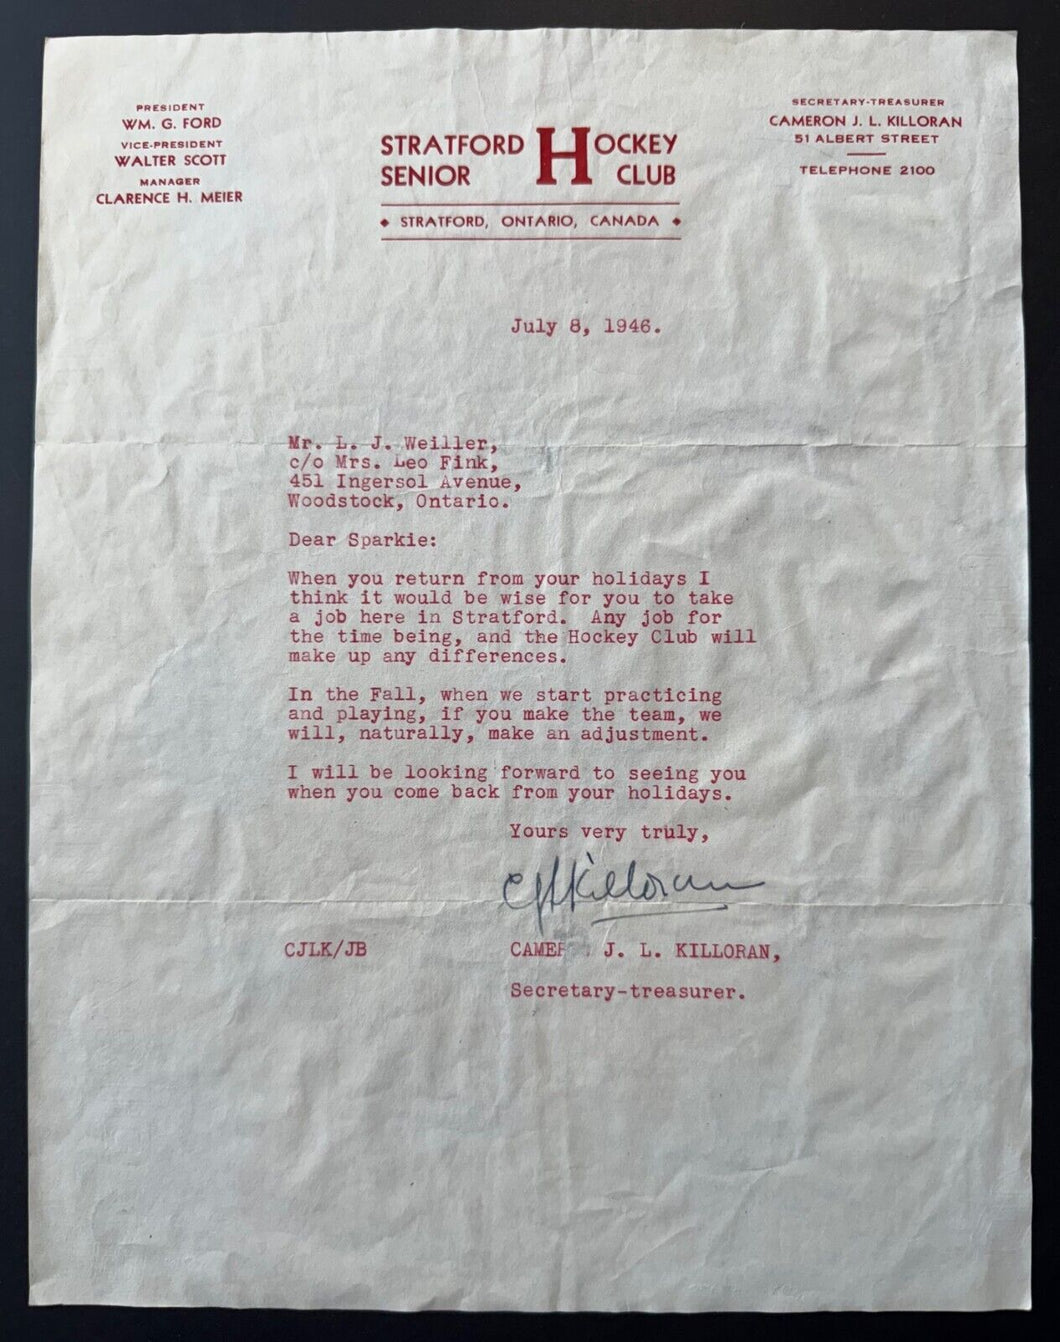 PRESIDENT
WM. G. FORD
VICE-PRESIDENT
WALTER SCOTT
MANAGER
CLARENCE H. MEIER
STRATFORD HOCKEY
SENIOR CLUB
STRATFORD, ONTARIO, CANADA
SECRETARY-TREASURER
CAMERON J. L. KILLORAN
51 ALBERT STREET
TELEPHONE 2100
July 8, 1946.
Mr. L. J. Weiller,
c/o Mrs. Leo Fink,
451 Ingersol Avenue,
Woodstock, Ontario.
Dear Sparkie:
When you return from your holidays I
think it would be wise for you to take
a job here in Stratford. Any job for
the time being, and the Hockey Club will
make up any differences.
In the Fall, when we start practicing
and playing, if you make the team, we
will, naturally, make an adjustment.
I will be looking forward to seeing you
when you come back from your holidays.
Yours very truly,
CJLKilloran
CJLK/JB
J. L. KILLORAN,
Secretary-treasurer.